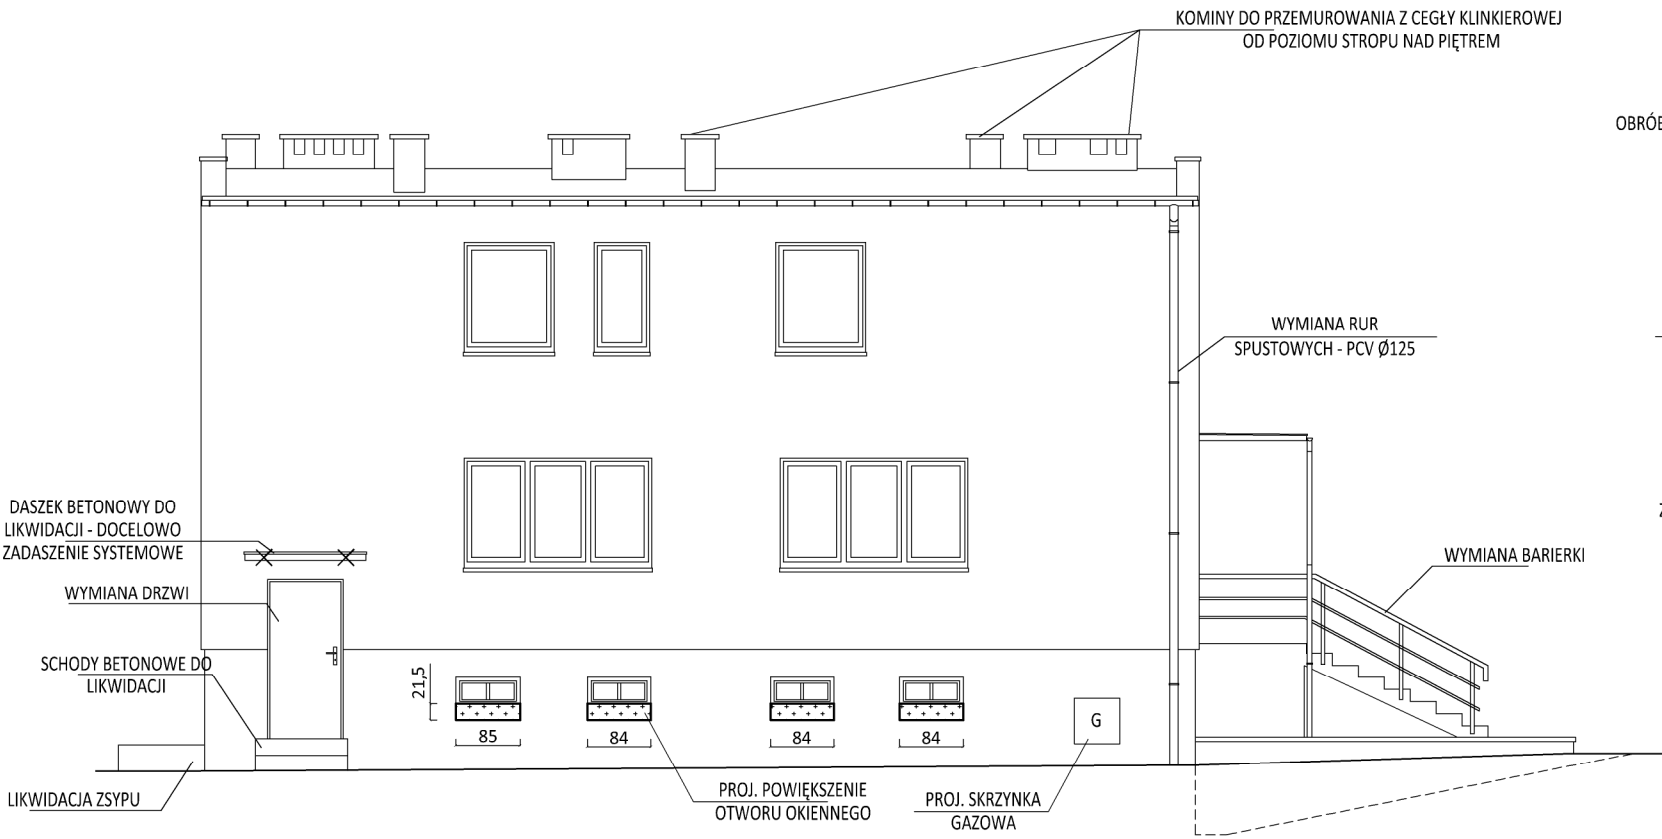 KOMINY DO PRZEMUROWANIA Z CEGŁY KLINKIEROWEJ
OD POZIOMU STROPU NAD PIĘTREM
OBRÓB
WYMIANA RUR
SPUSTOWYCH - PCV Ø125
DASZEK BETONOWY DO
LIKWIDACJI - DOCELOWO
ZADASZENIE SYSTEMOWE
Z
WYMIANA BARIERKI
WYMIANA DRZWI
SCHODY BETONOWE DO
LIKWIDACJI
21,5
85
84
84
84
G
LIKWIDACJA ZSYPU
PROJ. POWIĘKSZENIE
OTWORU OKIENNEGO
PROJ. SKRZYNKA
GAZOWA